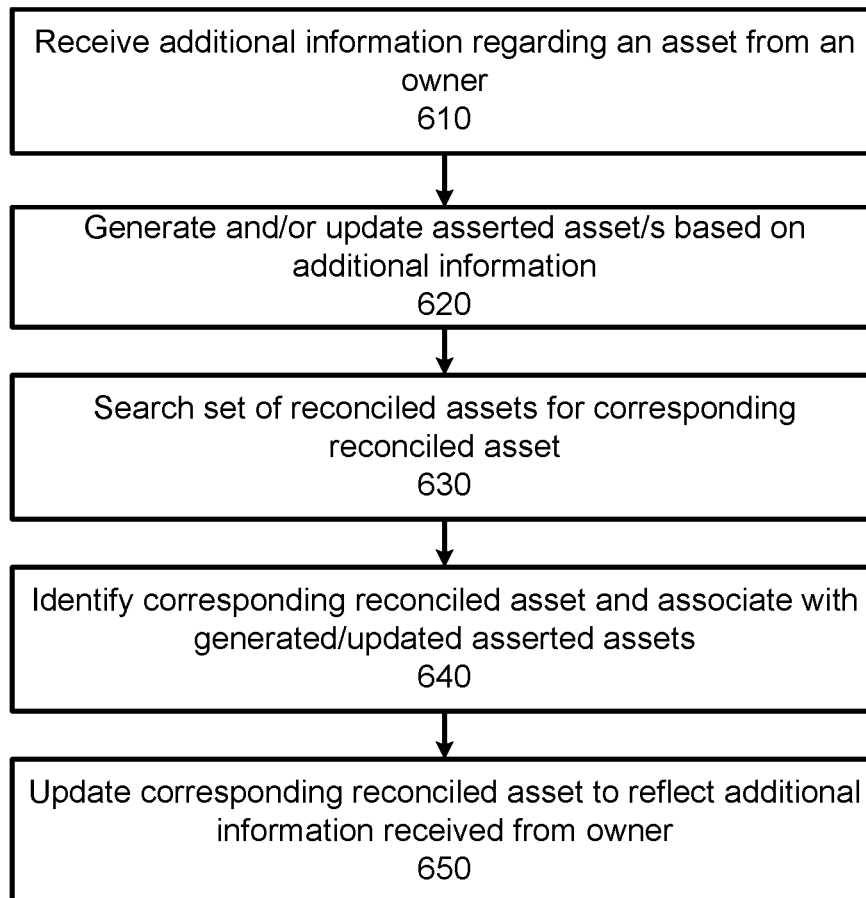 Receive additional information regarding an asset from an
owner
610
Generate and/or update asserted asset/s based on
additional information
620
Search set of reconciled assets for corresponding
reconciled asset
630
Identify corresponding reconciled asset and associate with
generated/updated asserted assets
640
Update corresponding reconciled asset to reflect additional
information received from owner
650